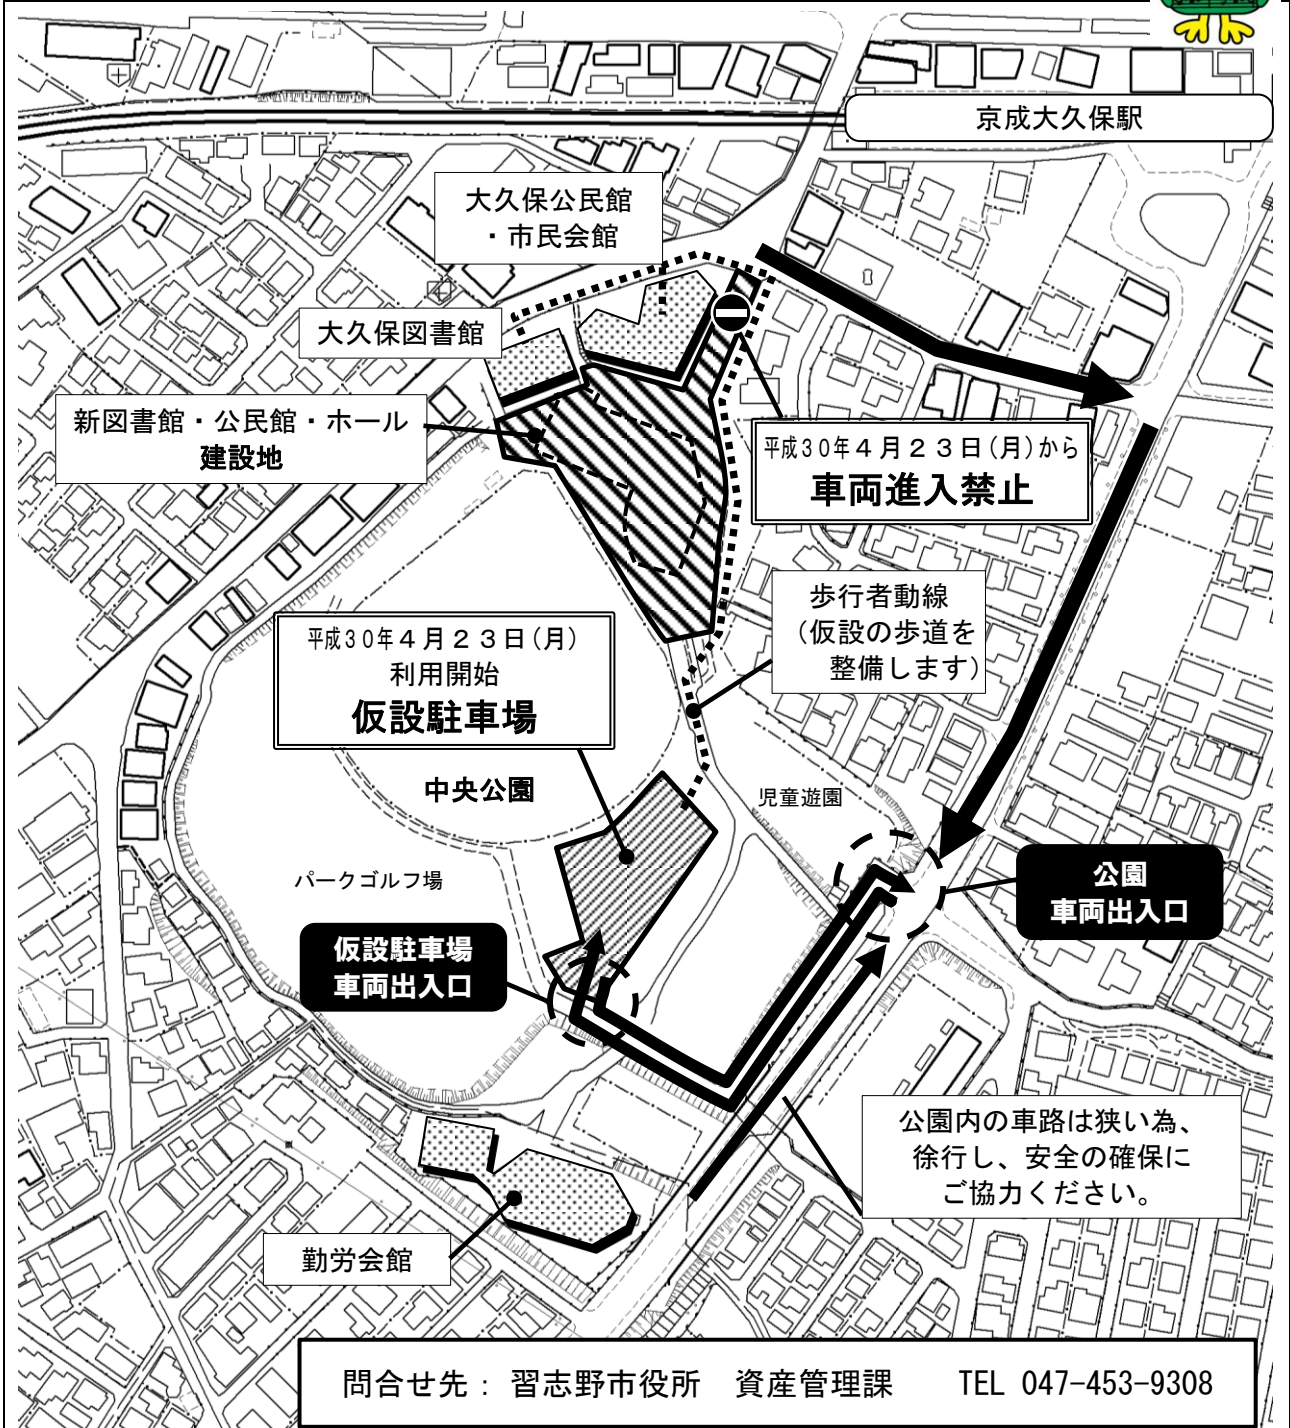 京成大久保駅
大久保公民館
・市民会館
大久保図書館
新図書館・公民館・ホール
建設地
平成30年４月２３日(月)から
車両進入禁止
歩行者動線
（仮設の歩道を
整備します）
平成30年４月２３日(月)
利用開始
仮設駐車場
中央公園
児童遊園
パークゴルフ場
公園
車両出入口
仮設駐車場
車両出入口
公園内の車路は狭い為、
徐行し、安全の確保に
ご協力ください。
勤労会館
問合せ先： 習志野市役所　資産管理課　　TEL 047-453-9308